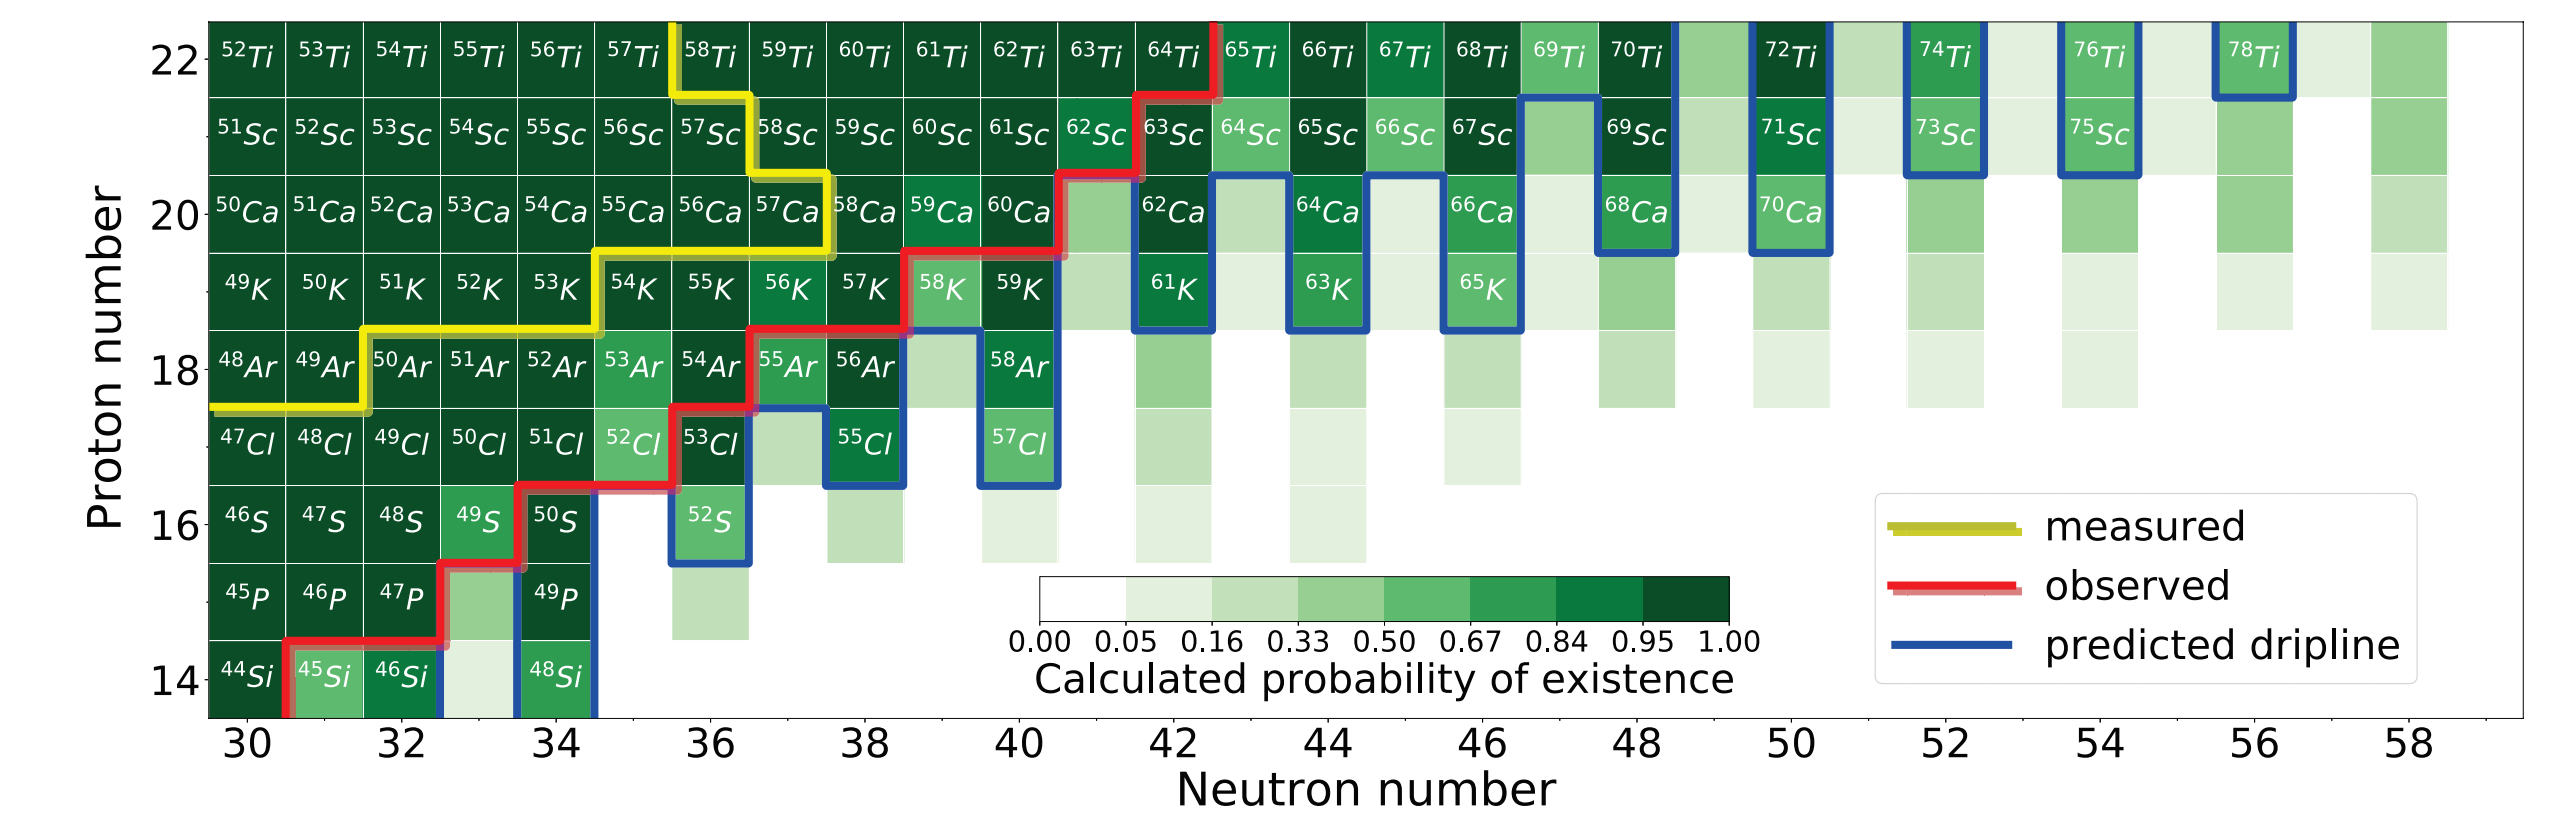 22 ⁵²Ti ⁵³Ti ⁵⁴Ti ⁵⁵Ti ⁵⁶Ti ⁵⁷Ti ⁵⁸Ti ⁵⁹Ti ⁶⁰Ti ⁶¹Ti ⁶²Ti ⁶³Ti ⁶⁴Ti ⁶⁵Ti ⁶⁶Ti ⁶⁷Ti ⁶⁸Ti ⁶⁹Ti ⁷⁰Ti ⁷²Ti ⁷⁴Ti ⁷⁶Ti ⁷⁸Ti
⁵¹Sc ⁵²Sc ⁵³Sc ⁵⁴Sc ⁵⁵Sc ⁵⁶Sc ⁵⁷Sc ⁵⁸Sc ⁵⁹Sc ⁶⁰Sc ⁶¹Sc ⁶²Sc ⁶³Sc ⁶⁴Sc ⁶⁵Sc ⁶⁶Sc ⁶⁷Sc ⁶⁹Sc ⁷¹Sc ⁷³Sc ⁷⁵Sc
20 ⁵⁰Ca ⁵¹Ca ⁵²Ca ⁵³Ca ⁵⁴Ca ⁵⁵Ca ⁵⁶Ca ⁵⁷Ca ⁵⁸Ca ⁵⁹Ca ⁶⁰Ca ⁶²Ca ⁶⁴Ca ⁶⁶Ca ⁶⁸Ca ⁷⁰Ca
⁴⁹K ⁵⁰K ⁵¹K ⁵²K ⁵³K ⁵⁴K ⁵⁵K ⁵⁶K ⁵⁷K ⁵⁸K ⁵⁹K ⁶¹K ⁶³K ⁶⁵K
18 ⁴⁸Ar ⁴⁹Ar ⁵⁰Ar ⁵¹Ar ⁵²Ar ⁵³Ar ⁵⁴Ar ⁵⁵Ar ⁵⁶Ar ⁵⁸Ar
⁴⁷Cl ⁴⁸Cl ⁴⁹Cl ⁵⁰Cl ⁵¹Cl ⁵²Cl ⁵³Cl ⁵⁵Cl ⁵⁷Cl
16 ⁴⁶S ⁴⁷S ⁴⁸S ⁴⁹S ⁵⁰S ⁵²S
⁴⁵P ⁴⁶P ⁴⁷P ⁴⁹P
14 ⁴⁴Si ⁴⁵Si ⁴⁶Si ⁴⁸Si
Proton number
measured
observed
predicted dripline
0.00 0.05 0.16 0.33 0.50 0.67 0.84 0.95 1.00
Calculated probability of existence
30 32 34 36 38 40 42 44 46 48 50 52 54 56 58
Neutron number